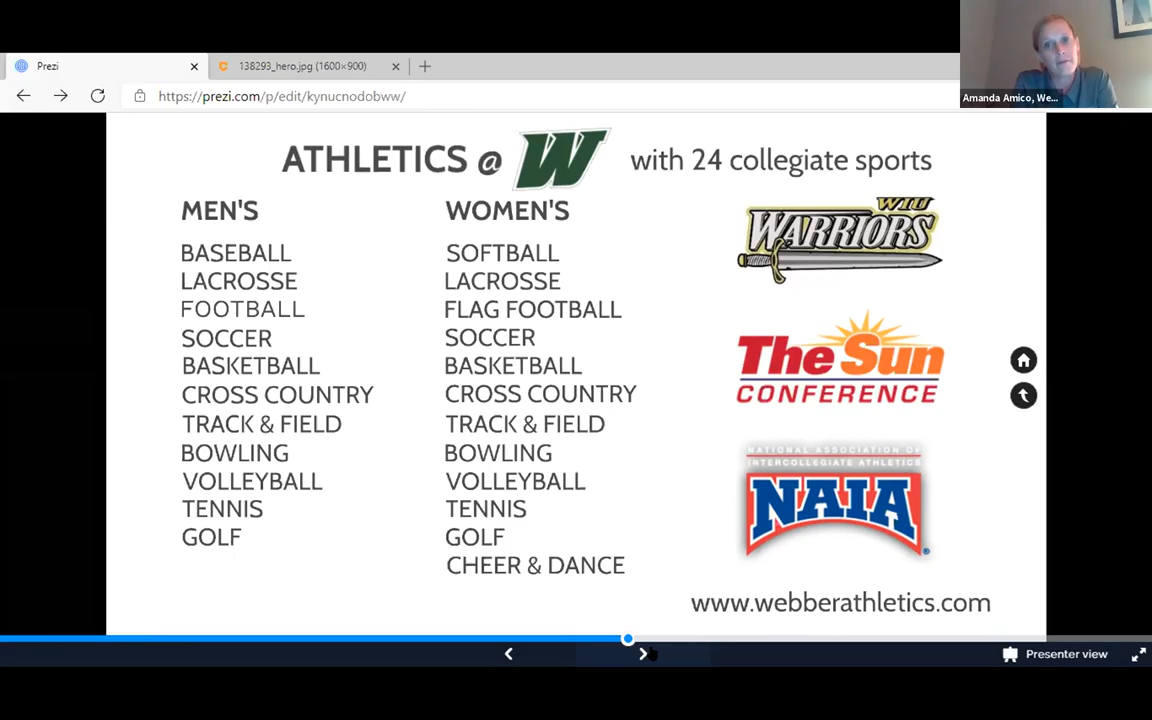 Prezi
138293_hero.jpg (1600×900)
https://prezi.com/p/edit/kynucnodobww/
Amanda Amico, We...
ATHLETICS @ W with 24 collegiate sports
MEN'S
BASEBALL
LACROSSE
FOOTBALL
SOCCER
BASKETBALL
CROSS COUNTRY
TRACK & FIELD
BOWLING
VOLLEYBALL
TENNIS
GOLF
WOMEN'S
SOFTBALL
LACROSSE
FLAG FOOTBALL
SOCCER
BASKETBALL
CROSS COUNTRY
TRACK & FIELD
BOWLING
VOLLEYBALL
TENNIS
GOLF
CHEER & DANCE
WIU
WARRIORS
The Sun
CONFERENCE
NATIONAL ASSOCIATION OF
INTERCOLLEGIATE ATHLETICS
NAIA
®
www.webberathletics.com
Presenter view